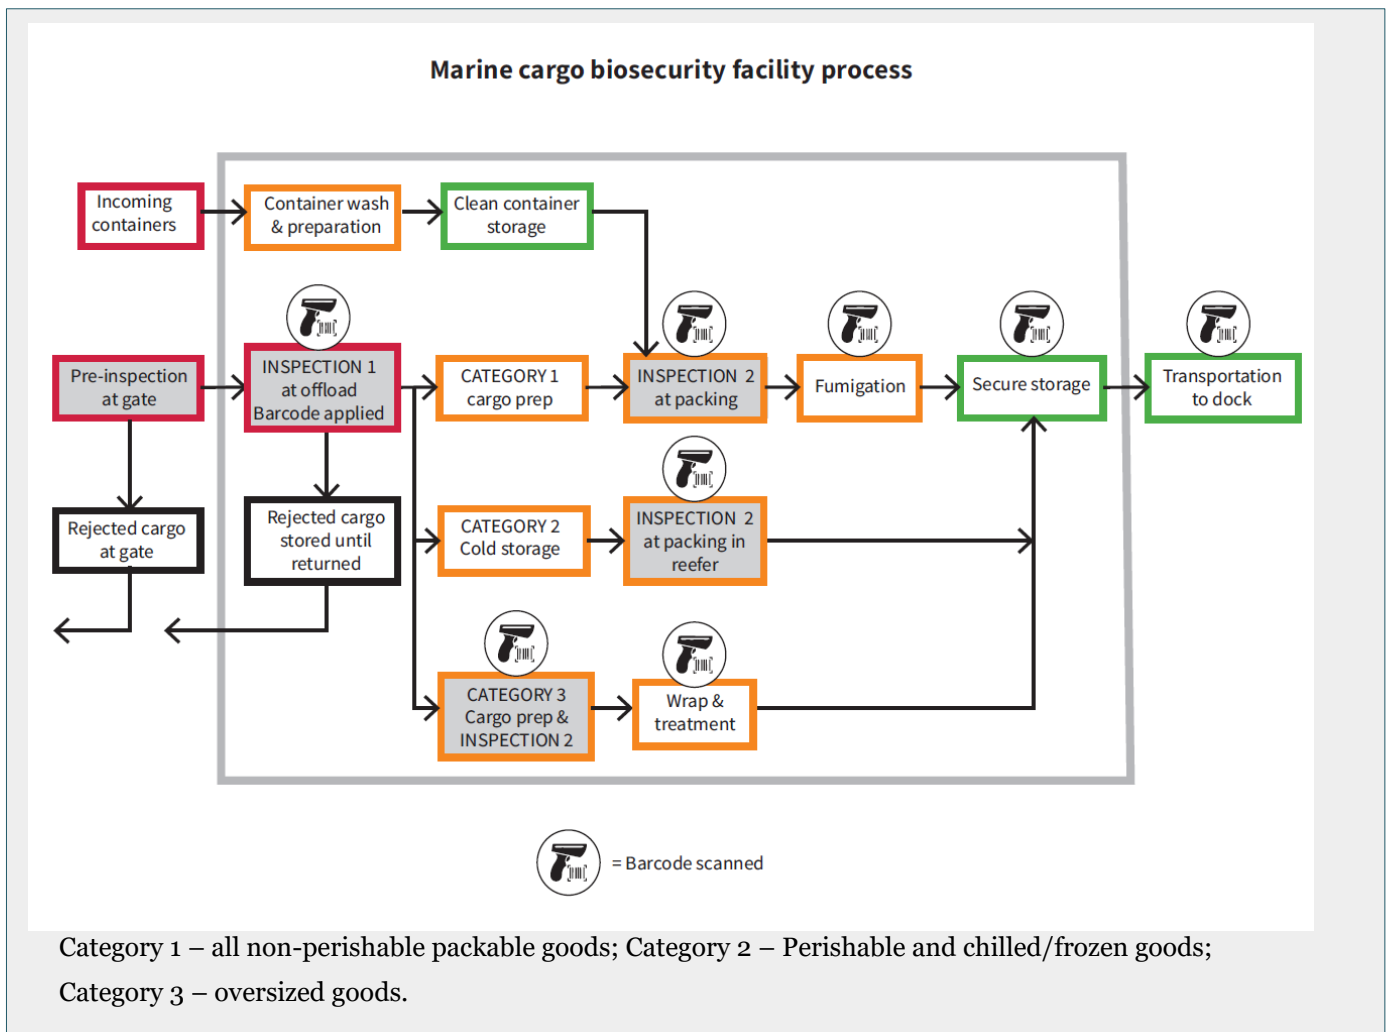 Marine cargo biosecurity facility process
Incoming
containers
Container wash
& preparation
Clean container
storage
Pre-inspection
at gate
INSPECTION 1
at offload
Barcode applied
CATEGORY 1
cargo prep
INSPECTION 2
at packing
Fumigation
Secure storage
Transportation
to dock
Rejected cargo
at gate
Rejected cargo
stored until
returned
CATEGORY 2
Cold storage
INSPECTION 2
at packing in
reefer
CATEGORY 3
Cargo prep &
INSPECTION 2
Wrap &
treatment
= Barcode scanned
Category 1 – all non-perishable packable goods; Category 2 – Perishable and chilled/frozen goods;
Category 3 – oversized goods.